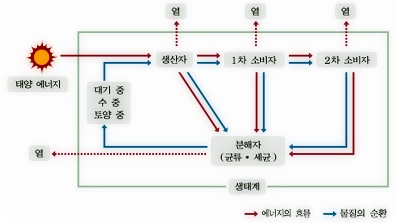 열
열
열
생산자
1차 소비자
2차 소비자
태양 에너지
대기 중
수 중
토양 중
분해자
(균류 · 세균)
열
생태계
에너지의 흐름
물질의 순환